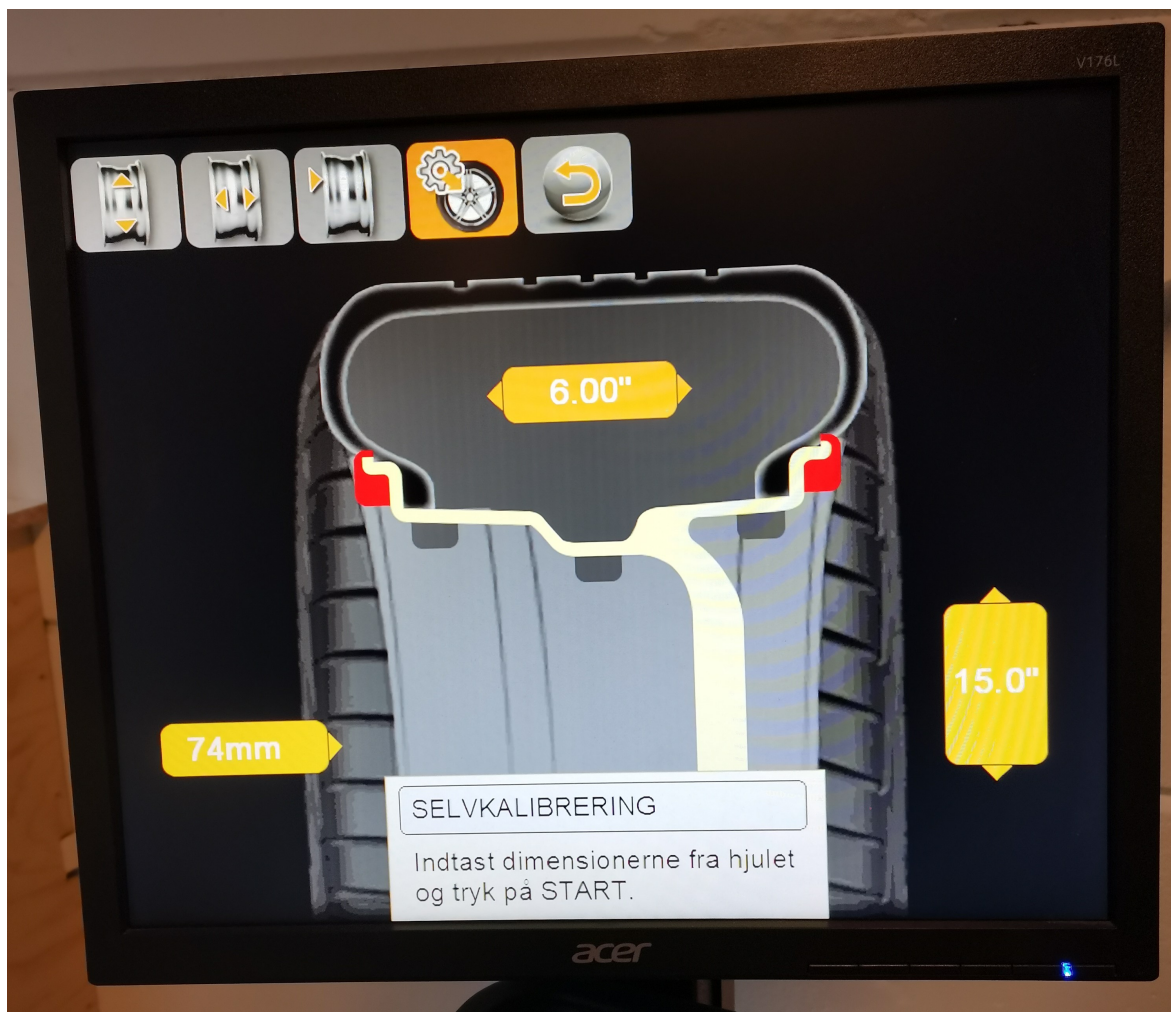 V176L
6.00"
15.0"
74mm
SELVKALIBRERING
Indtast dimensionerne fra hjulet
og tryk på START.
acer